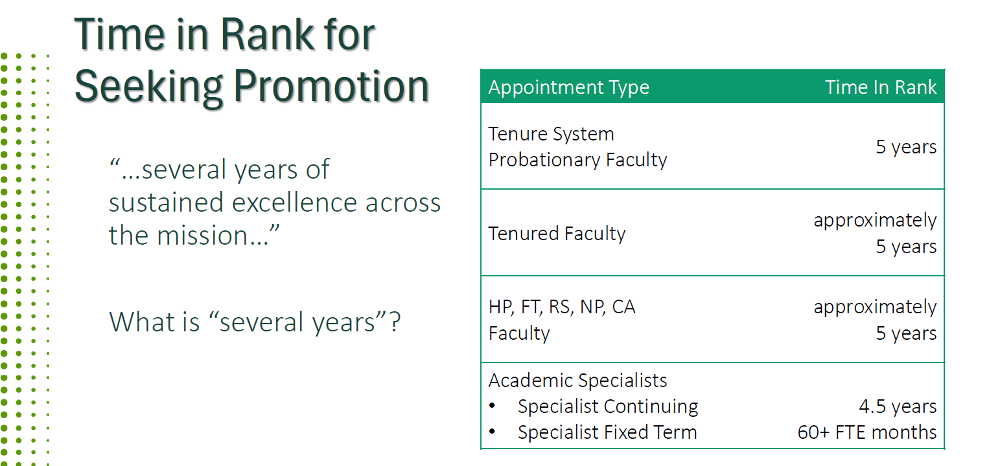 Time in Rank for
Seeking Promotion
“…several years of
sustained excellence across
the mission…”
What is “several years”?
Appointment Type Time In Rank
Tenure System
Probationary Faculty
5 years
Tenured Faculty
approximately
5 years
HP, FT, RS, NP, CA
Faculty
approximately
5 years
Academic Specialists
• Specialist Continuing 4.5 years
• Specialist Fixed Term 60+ FTE months